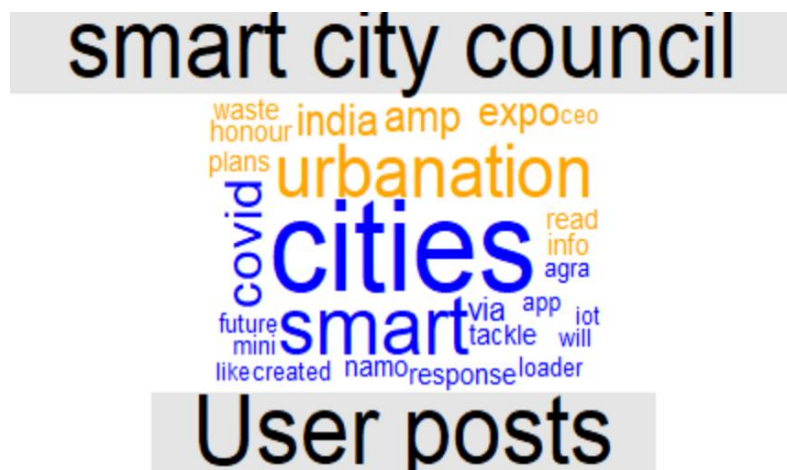 smart city council
waste
honour india amp expo ceo
plans urbanation
covid cities read
info
agra
future smart via app iot
mini tackle will
like created namo response loader
User posts